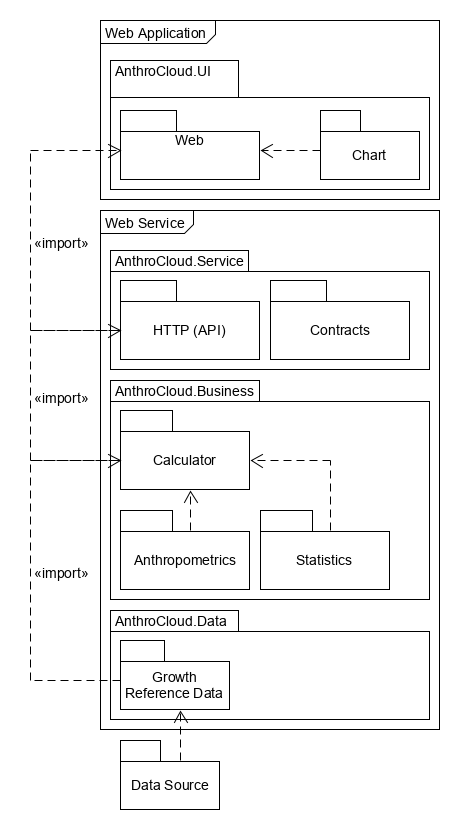 Web Application
AnthroCloud.UI
Web
Chart
«import»
Web Service
AnthroCloud.Service
HTTP (API)
Contracts
«import»
AnthroCloud.Business
Calculator
Anthropometrics
Statistics
«import»
AnthroCloud.Data
Growth
Reference Data
Data Source